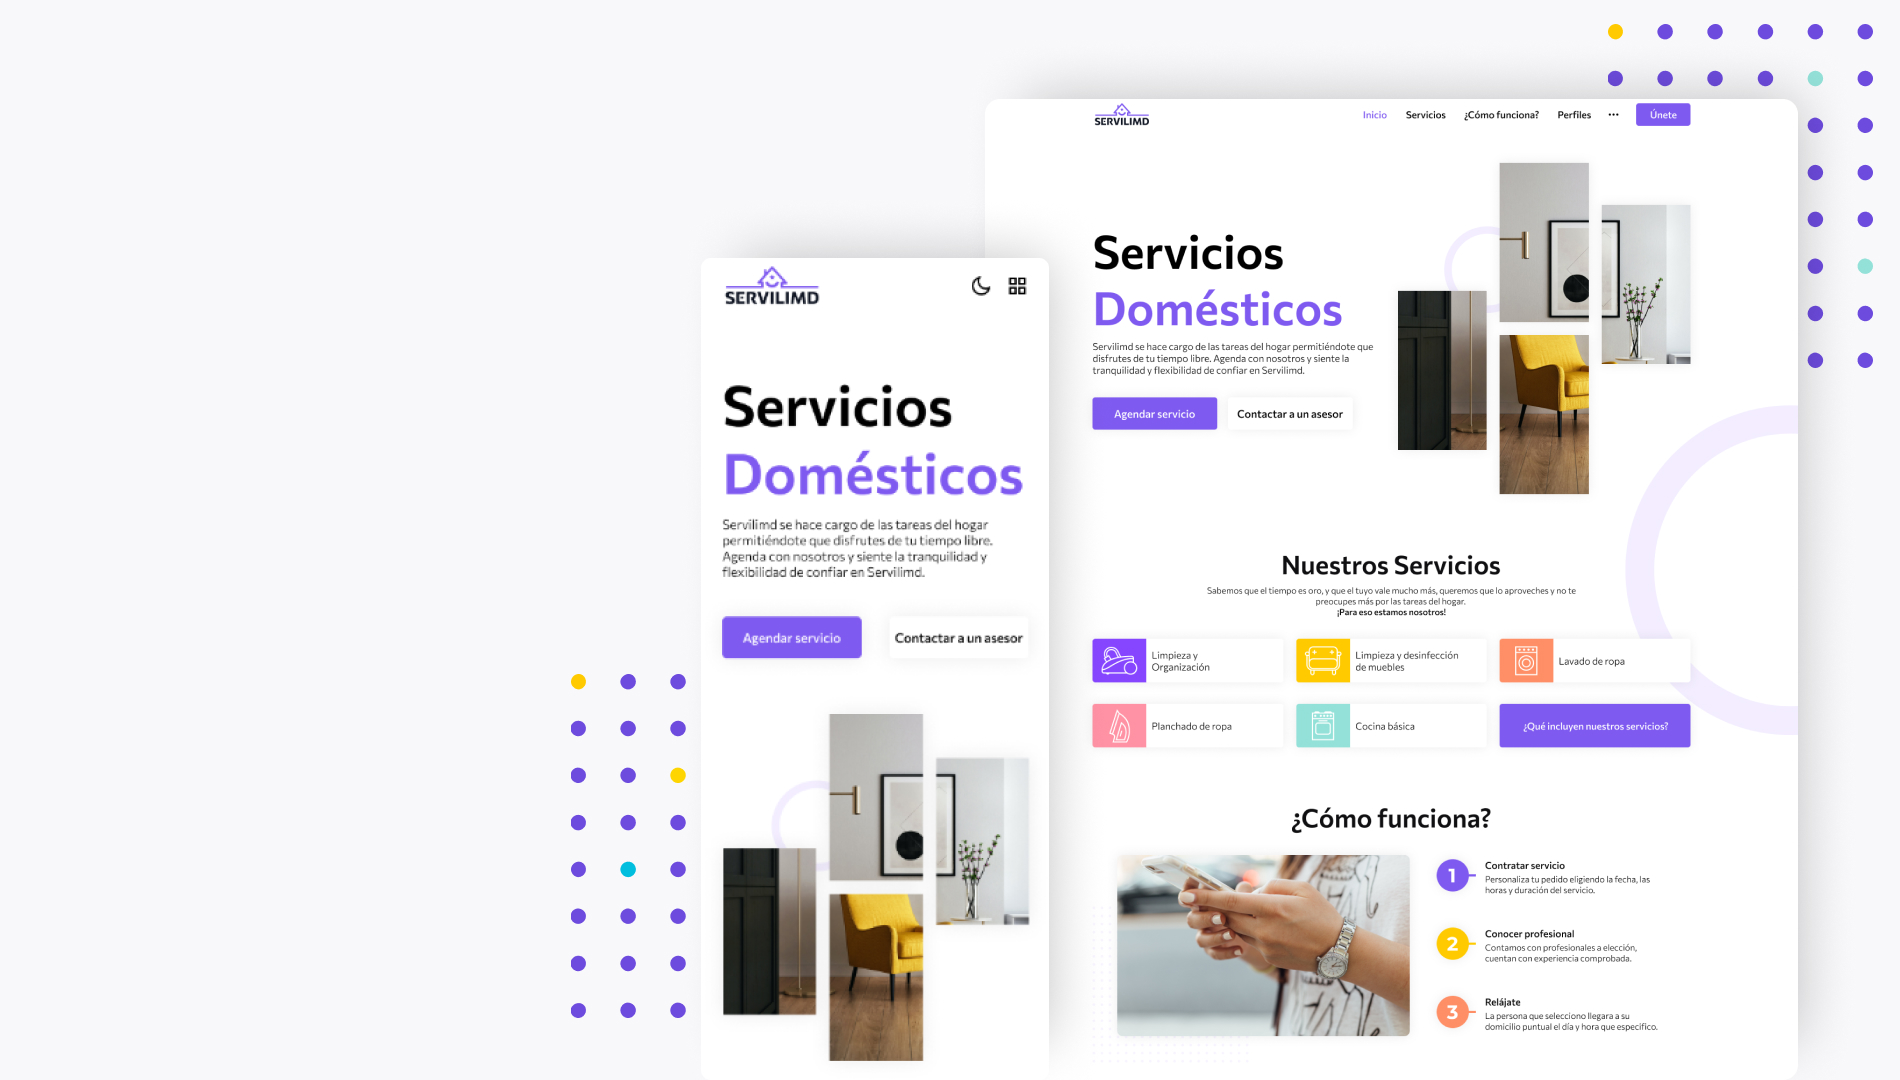 SERVILIMD
Servicios
Domésticos
Servilimd se hace cargo de las tareas del hogar
permitiéndote que disfrutes de tu tiempo libre.
Agenda con nosotros y siente la tranquilidad y
flexibilidad de confiar en Servilimd.
Agendar servicio
Contactar a un asesor
SERVILIMD
Inicio
Servicios
¿Cómo funciona?
Perfiles
···
Únete
Servicios
Domésticos
Servilimd se hace cargo de las tareas del hogar permitiéndote que
disfrutes de tu tiempo libre. Agenda con nosotros y siente la
tranquilidad y flexibilidad de confiar en Servilimd.
Agendar servicio
Contactar a un asesor
Nuestros Servicios
Sabemos que el tiempo es oro, y que el tuyo vale mucho más, queremos que lo aproveches y no te
preocupes más por las tareas del hogar.
¡Para eso estamos nosotros!
Limpieza y
Organización
Limpieza y desinfección
de muebles
Lavado de ropa
Planchado de ropa
Cocina básica
¿Qué incluyen nuestros servicios?
¿Cómo funciona?
1
Contratar servicio
Personaliza tu pedido eligiendo la fecha, las
horas y duración del servicio.
2
Conocer profesional
Contamos con profesionales a elección,
cuentan con experiencia comprobada.
3
Relájate
La persona que selecciono llegara a su
domicilio puntual el día y hora que especifico.